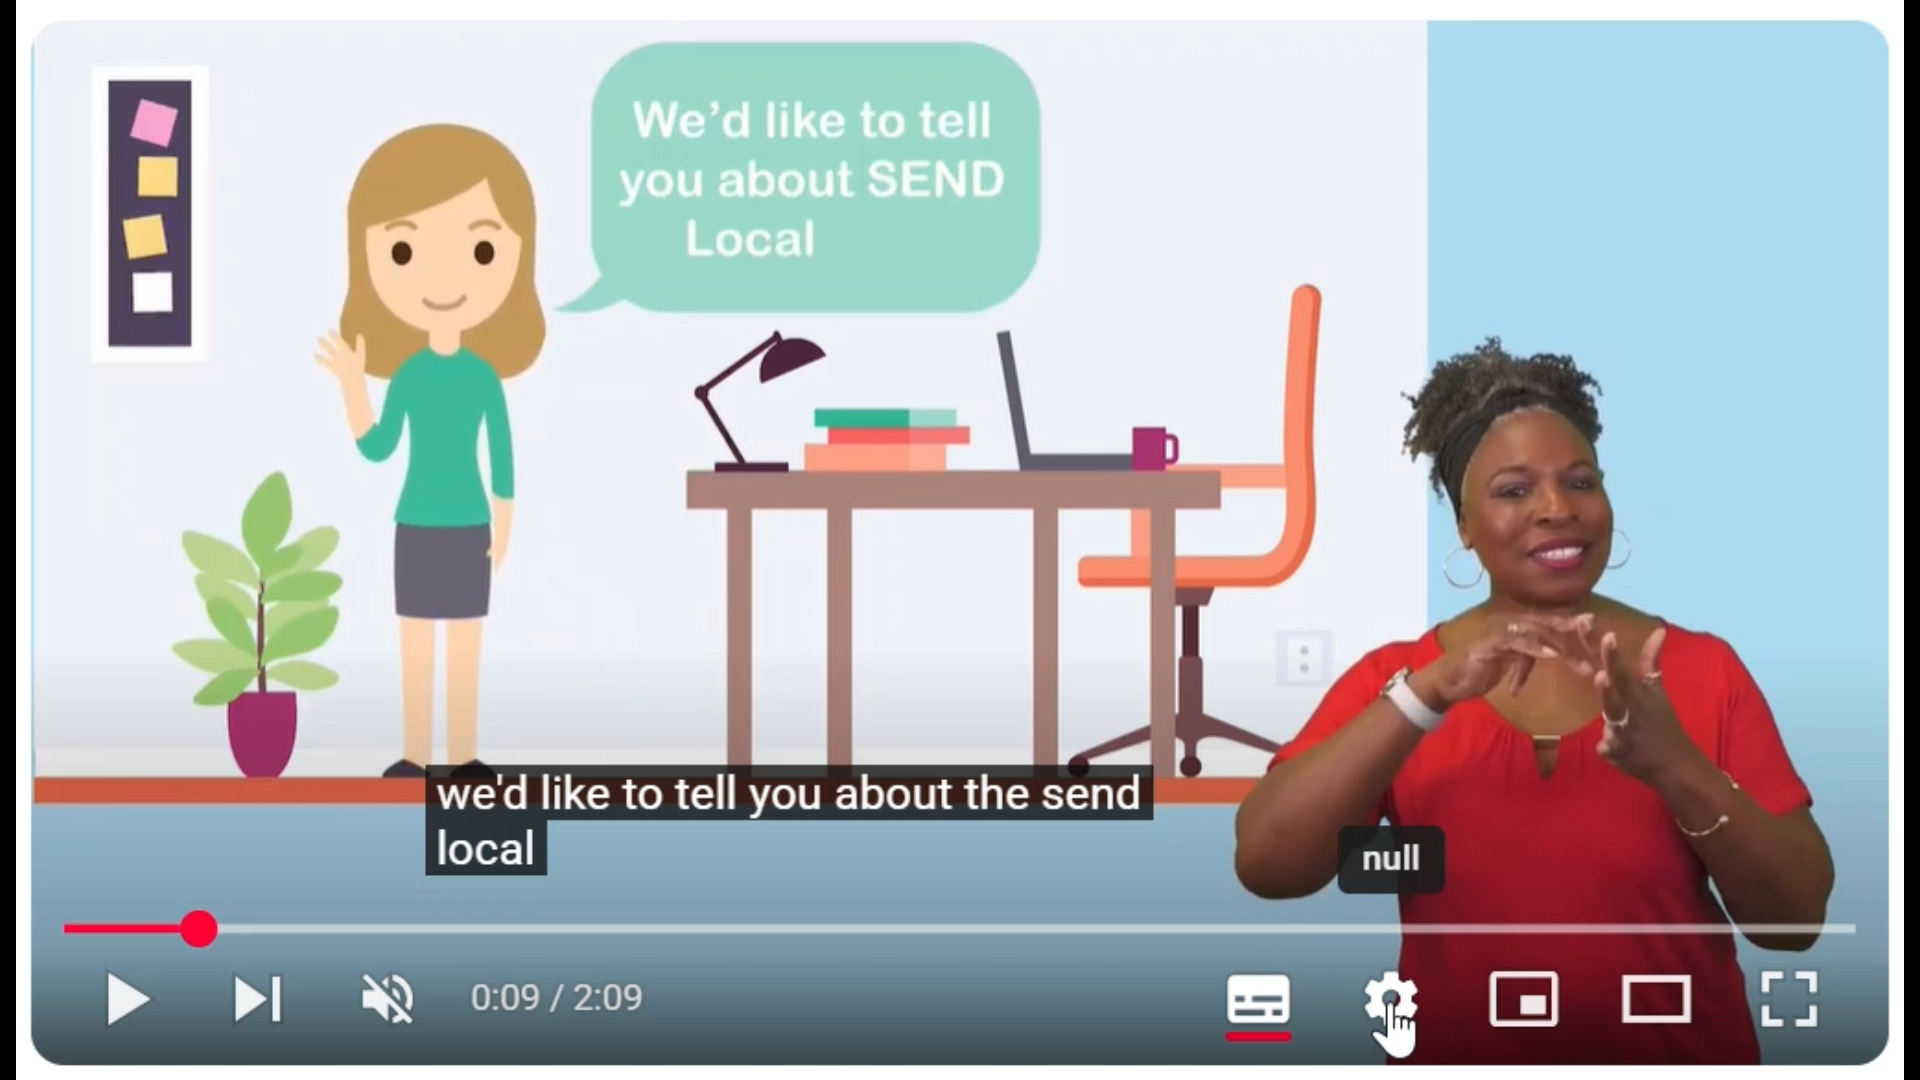 We’d like to tell
you about SEND
Local
we'd like to tell you about the send
local
null
0:09 / 2:09